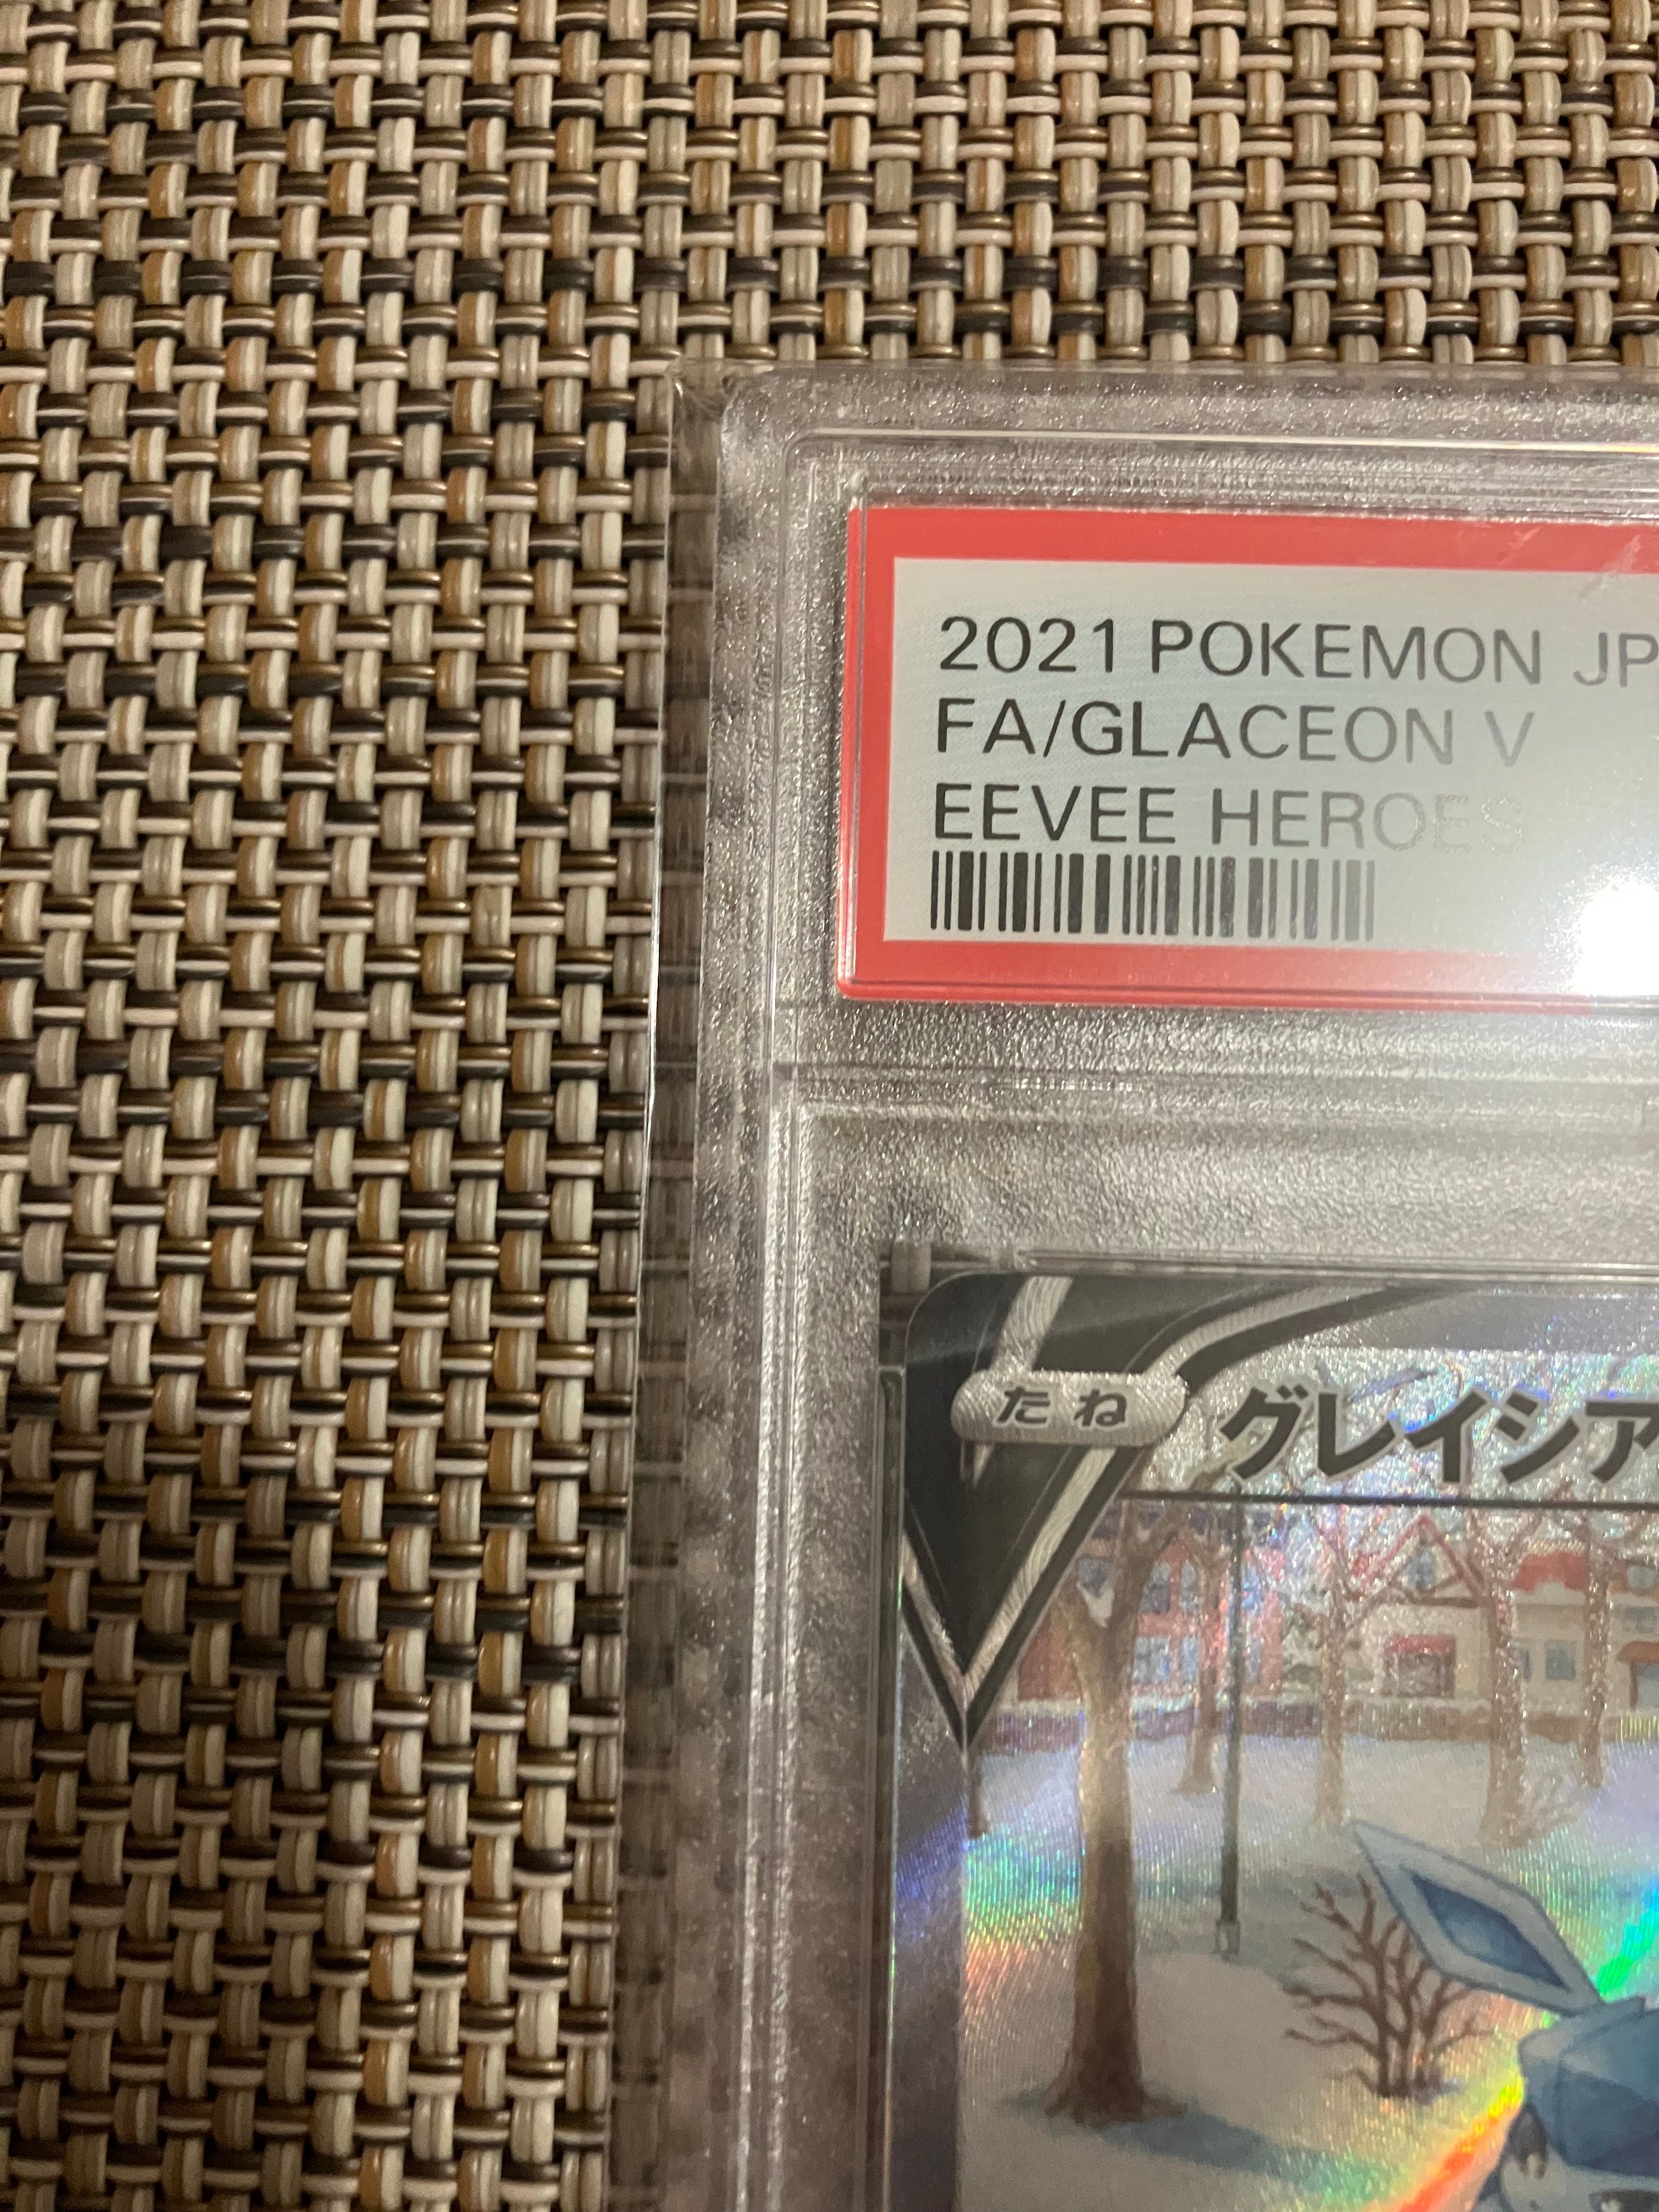 2021 POKEMON JP
FA/GLACEON V
EEVEE HEROES
たね グレイシア